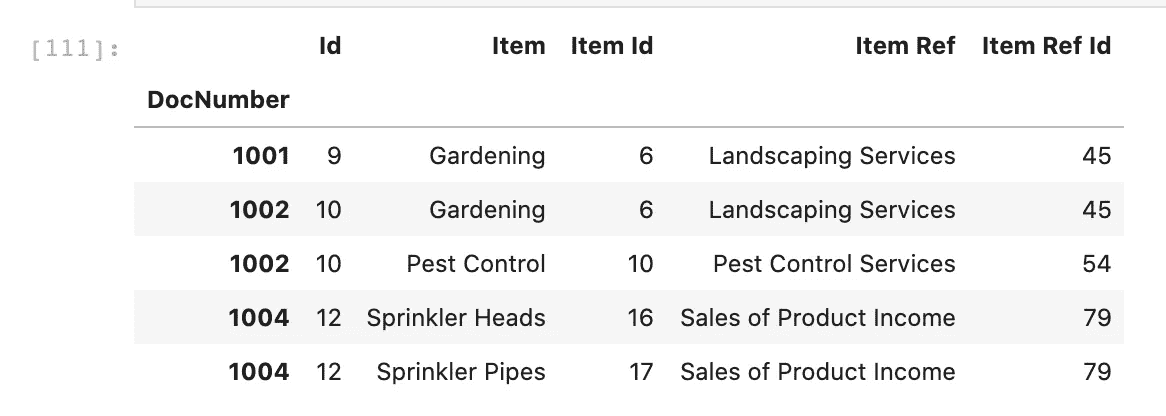 [111]: Id Item Item Id Item Ref Item Ref Id
DocNumber
1001 9 Gardening 6 Landscaping Services 45
1002 10 Gardening 6 Landscaping Services 45
1002 10 Pest Control 10 Pest Control Services 54
1004 12 Sprinkler Heads 16 Sales of Product Income 79
1004 12 Sprinkler Pipes 17 Sales of Product Income 79